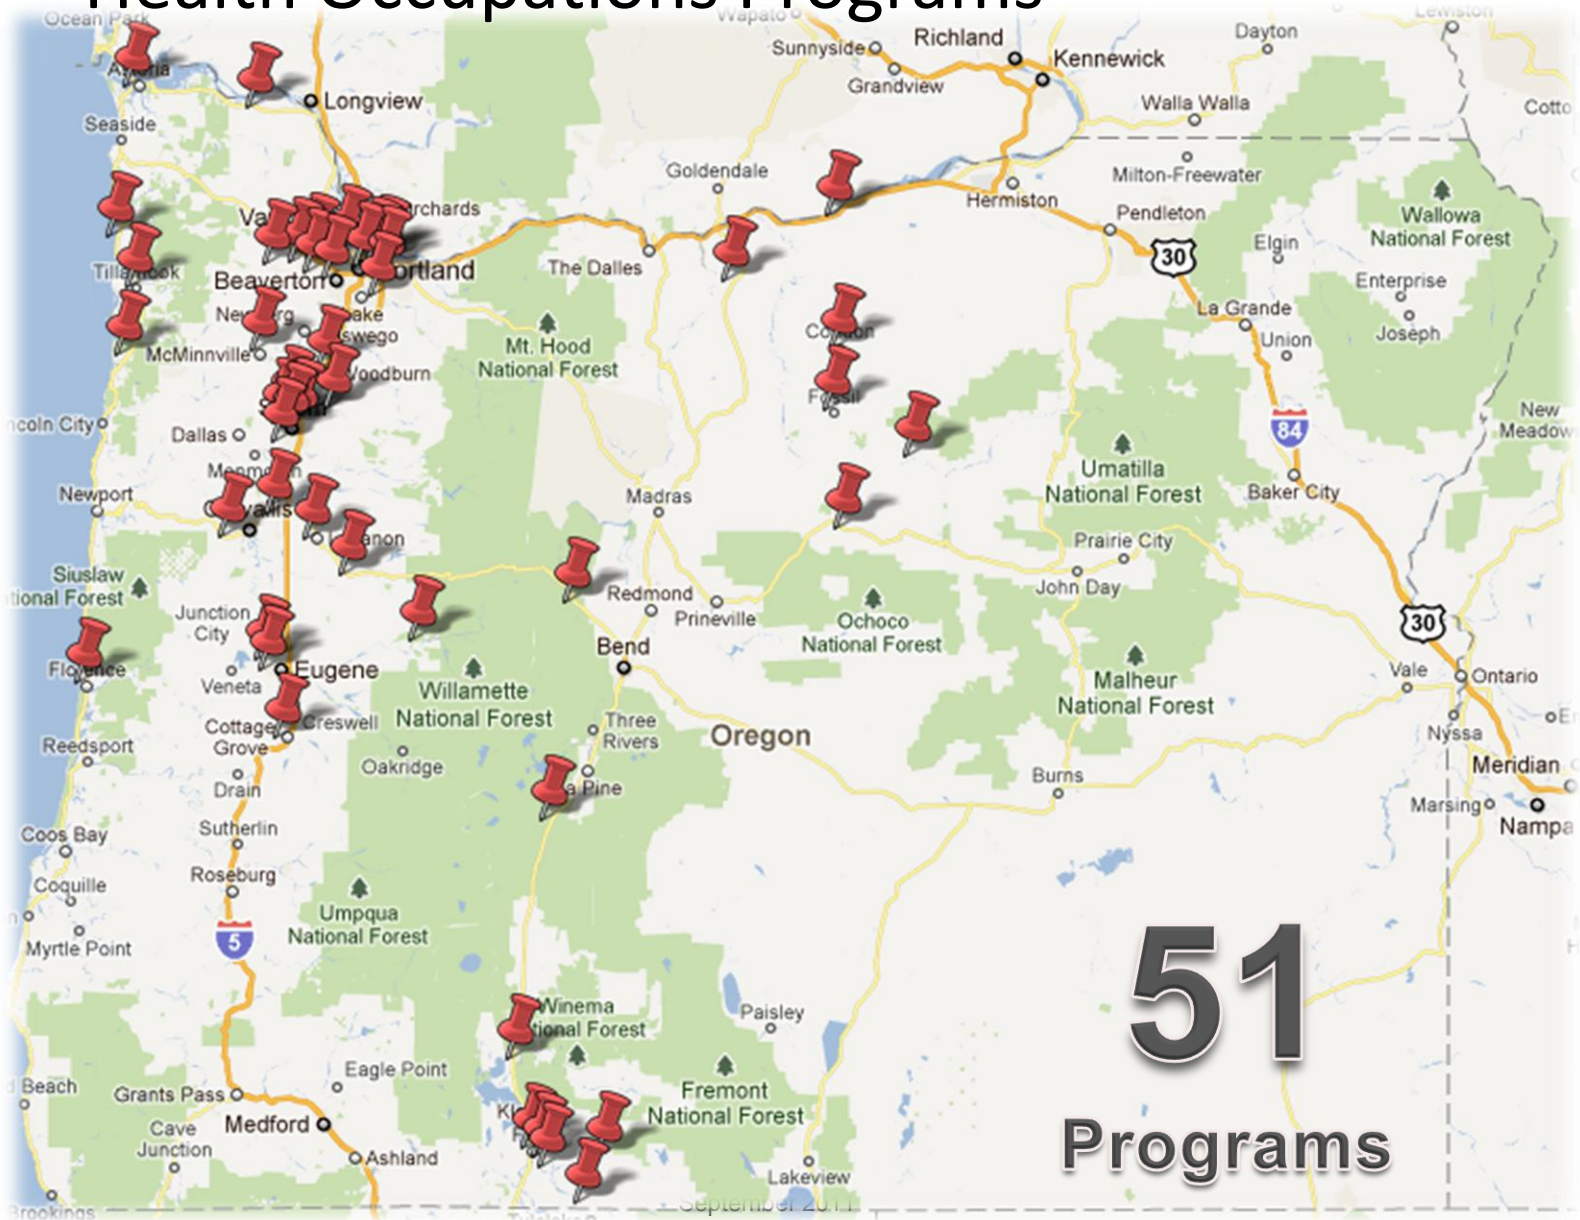 Health Occupations Programs
Ocean Park
Wapato
Lewiston
Sunnyside
Richland
Dayton
Kennewick
Grandview
Longview
Walla Walla
Seaside
Goldendale
Milton-Freewater
Hermiston
Pendleton
Wallowa
National Forest
Elgin
30
The Dalles
Enterprise
Beaverton
La Grande
Union
Joseph
Mt. Hood
National Forest
McMinnville
Woodburn
New
Meadows
84
Dallas
Umatilla
National Forest
Baker City
Newport
Madras
Prairie City
John Day
Siuslaw
Redmond
Prineville
Ochoco
National Forest
Junction
City
30
Bend
Eugene
Veneta
Willamette
National Forest
Malheur
National Forest
Vale
Ontario
Cottage
Grove
Creswell
Three
Rivers
Oregon
Nyssa
Reedsport
Oakridge
Drain
Burns
Meridian
Marsing
Nampa
Coos Bay
Sutherlin
Roseburg
Coquille
Umpqua
National Forest
5
Myrtle Point
51
Winema
Paisley
Eagle Point
Grants Pass
Fremont
National Forest
Medford
Cave
Junction
Ashland
Programs
Lakeview
Brookings
September 2011